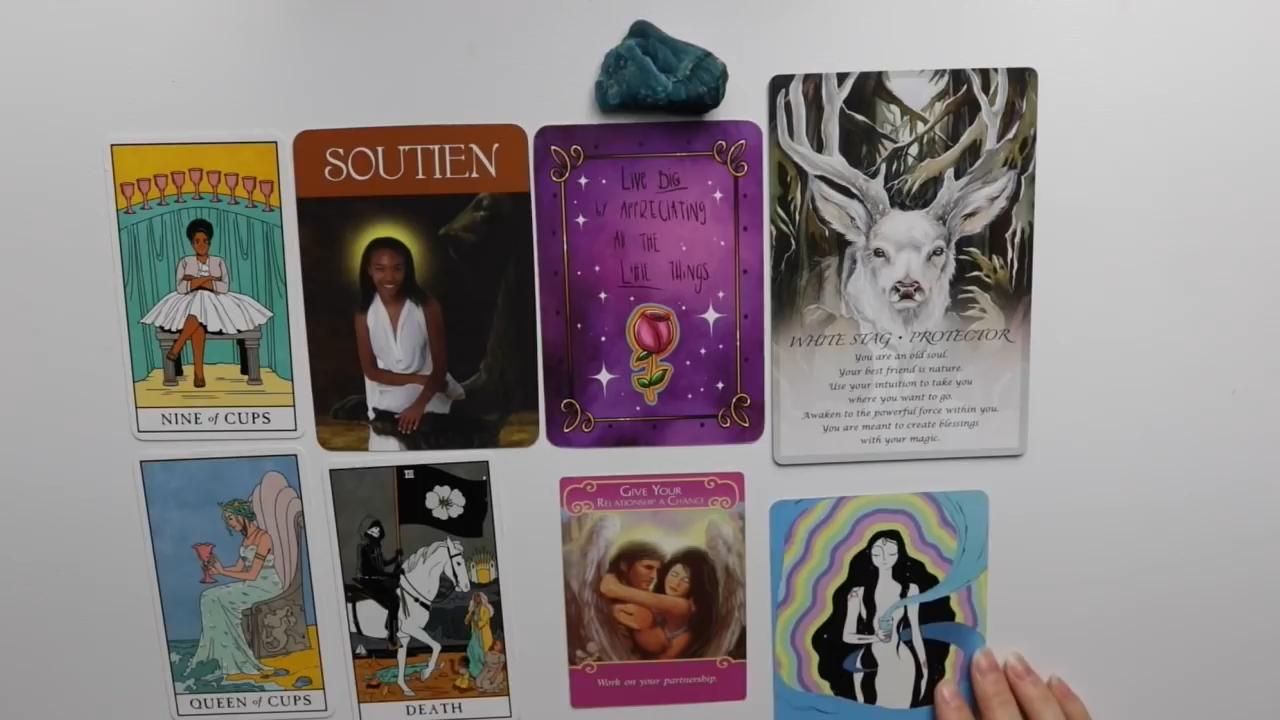 NINE of CUPS
SOUTIEN
LIVE BIG
by APPRECIATING
All THE
LITTLE THINGS
WHITE STAG • PROTECTOR
You are an old soul.
Your best friend is nature.
Use your intuition to take you
where you want to go.
Awaken to the powerful force within you.
You are meant to create blessings
with your magic.
QUEEN of CUPS
XIII
DEATH
GIVE YOUR
RELATIONSHIP A CHANCE
Work on your partnership.